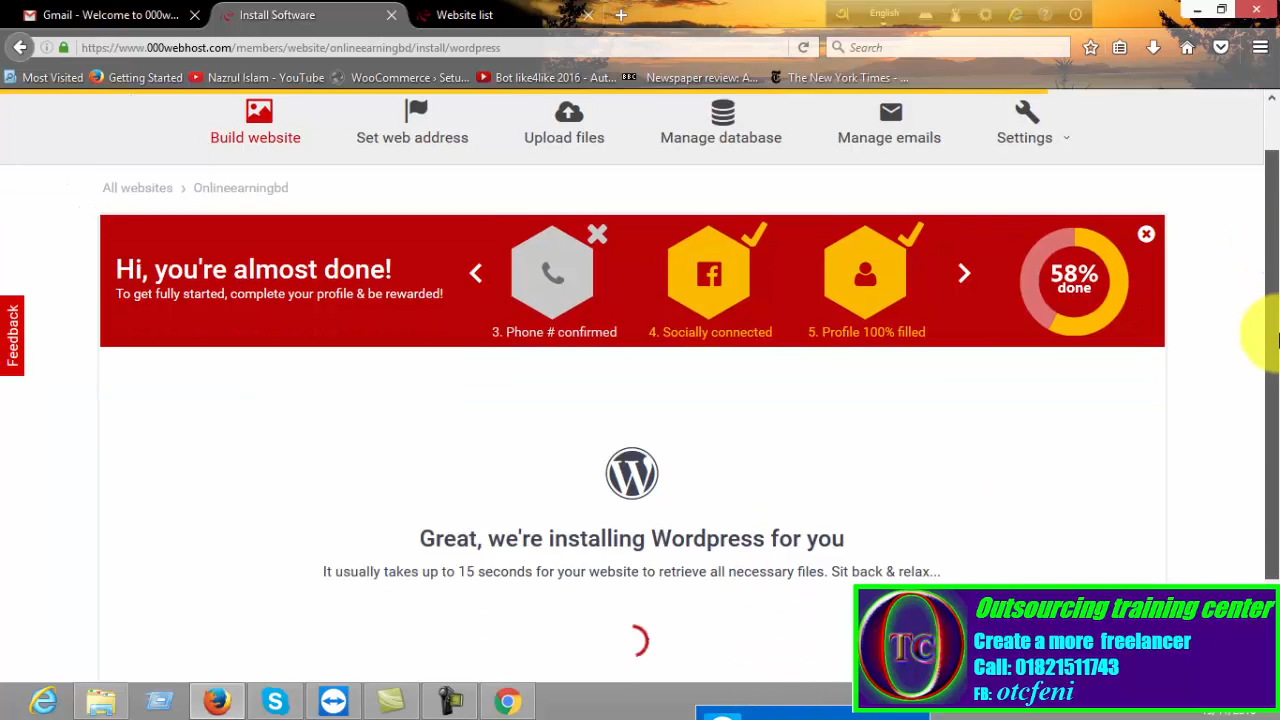 Gmail - Welcome to 000w...
Install Software
Website list
English
https://www.000webhost.com/members/website/onlineearningbd/install/wordpress
Search
Most Visited
Getting Started
Nazrul Islam - YouTube
WooCommerce › Setu...
Bot like4like 2016 - Aut...
BBC
Newspaper review: A...
The New York Times - ...
Build website
Set web address
Upload files
Manage database
Manage emails
Settings
All websites › Onlineearningbd
Hi, you're almost done!
To get fully started, complete your profile & be rewarded!
3. Phone # confirmed
4. Socially connected
5. Profile 100% filled
58%
done
Feedback
W
Great, we're installing Wordpress for you
It usually takes up to 15 seconds for your website to retrieve all necessary files. Sit back & relax...
OTC
Outsourcing training center
Create a more freelancer
Call: 01821511743
FB: otcfeni